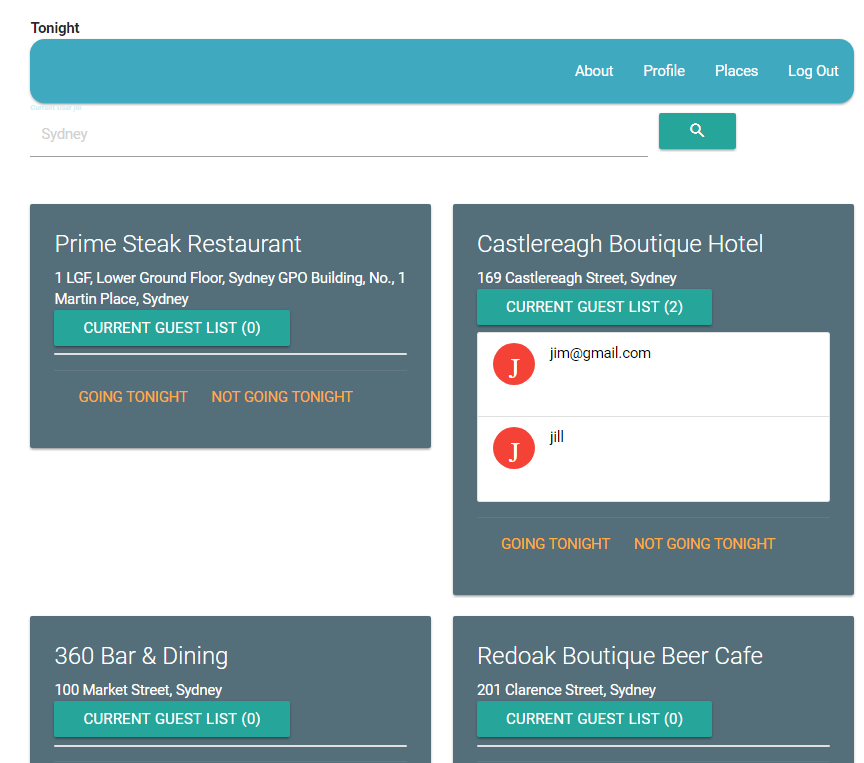 Tonight
About Profile Places Log Out
Current user jill
Sydney
Prime Steak Restaurant
1 LGF, Lower Ground Floor, Sydney GPO Building, No., 1
Martin Place, Sydney
CURRENT GUEST LIST (0)
GOING TONIGHT NOT GOING TONIGHT
Castlereagh Boutique Hotel
169 Castlereagh Street, Sydney
CURRENT GUEST LIST (2)
J
jim@gmail.com
J
jill
GOING TONIGHT NOT GOING TONIGHT
360 Bar & Dining
100 Market Street, Sydney
CURRENT GUEST LIST (0)
Redoak Boutique Beer Cafe
201 Clarence Street, Sydney
CURRENT GUEST LIST (0)